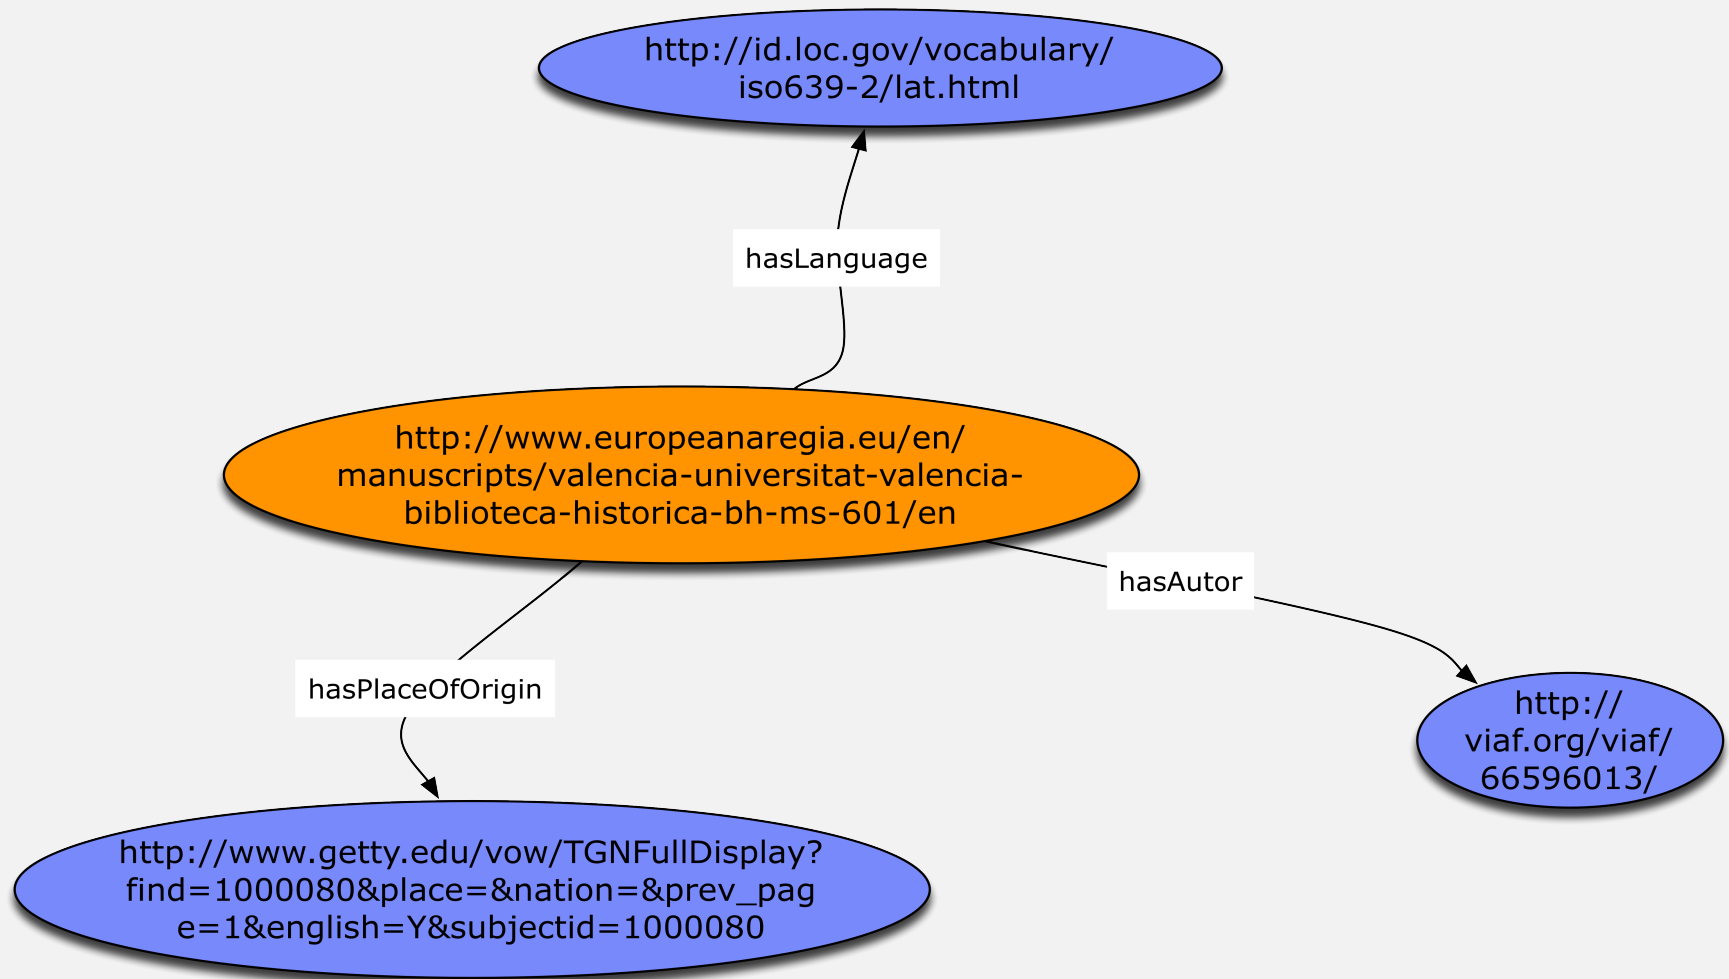 http://id.loc.gov/vocabulary/
iso639-2/lat.html
hasLanguage
http://www.europeanaregia.eu/en/
manuscripts/valencia-universitat-valencia-
biblioteca-historica-bh-ms-601/en
hasAutor
hasPlaceOfOrigin
http://
viaf.org/viaf/
66596013/
http://www.getty.edu/vow/TGNFullDisplay?
find=1000080&place=&nation=&prev_pag
e=1&english=Y&subjectid=1000080